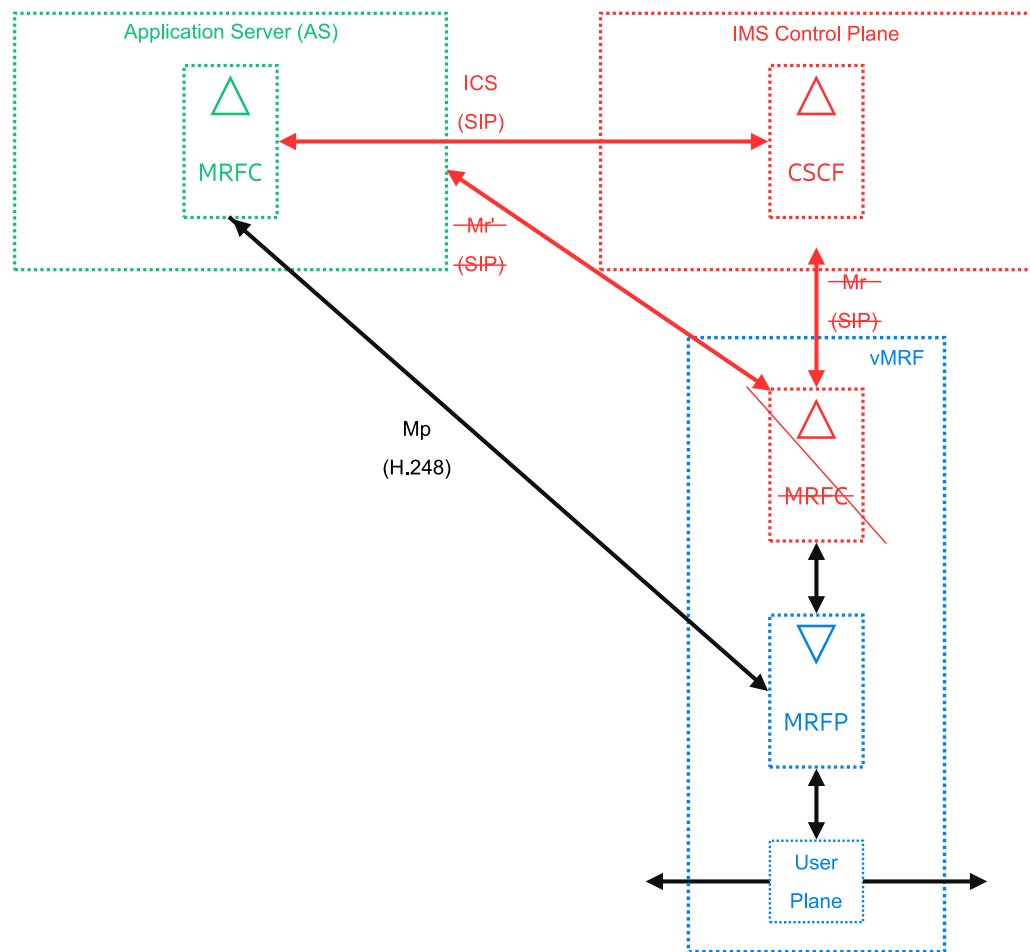 Application Server (AS)
IMS Control Plane
ICS
(SIP)
MRFC
CSCF
Mr'
(SIP)
Mr
(SIP)
vMRF
Mp
(H.248)
MRFC
MRFP
User
Plane